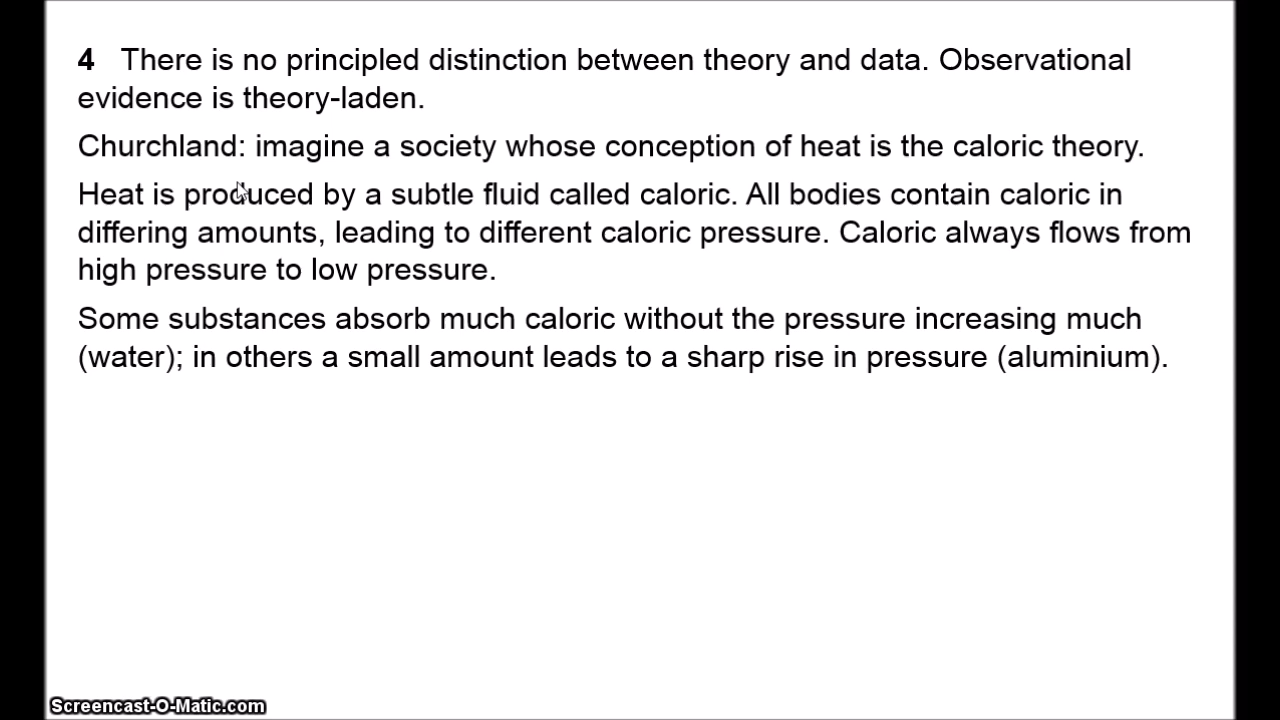 4 There is no principled distinction between theory and data. Observational
evidence is theory-laden.
Churchland: imagine a society whose conception of heat is the caloric theory.
Heat is produced by a subtle fluid called caloric. All bodies contain caloric in
differing amounts, leading to different caloric pressure. Caloric always flows from
high pressure to low pressure.
Some substances absorb much caloric without the pressure increasing much
(water); in others a small amount leads to a sharp rise in pressure (aluminium).
Screencast-O-Matic.com